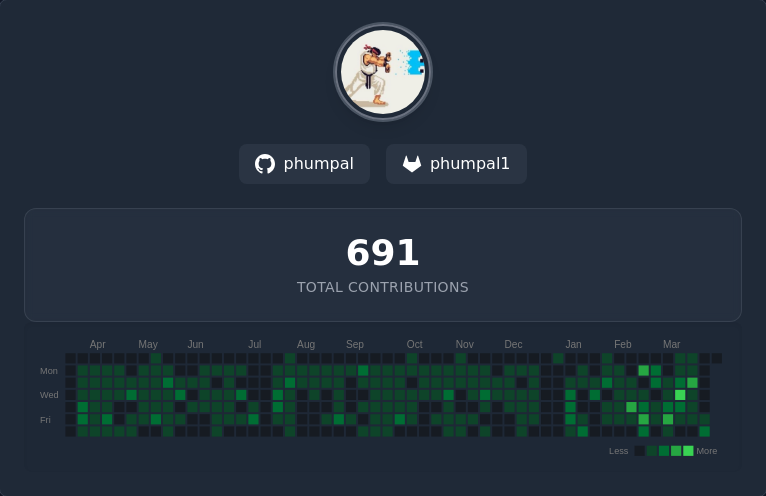 phumpal phumpal1
691
TOTAL CONTRIBUTIONS
Apr May Jun Jul Aug Sep Oct Nov Dec Jan Feb Mar
Mon
Wed
Fri
Less More